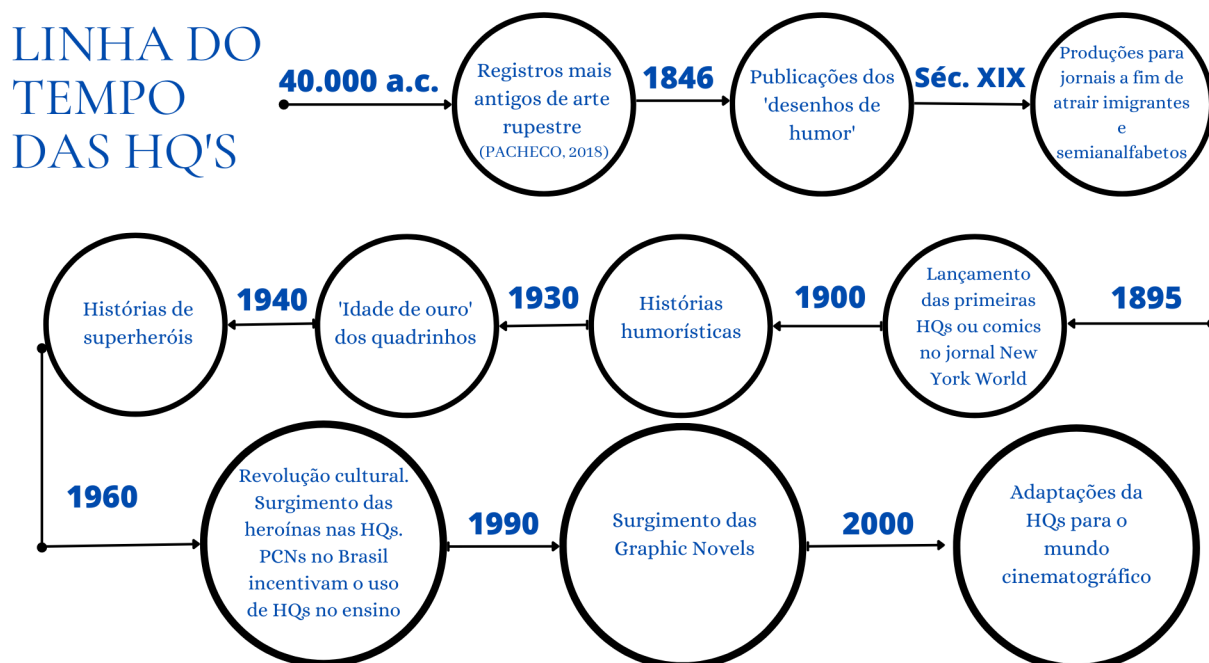 LINHA DO
TEMPO
DAS HQ'S
40.000 a.c.
Registros mais
antigos de arte
rupestre
(PACHECO, 2018)
1846
Publicações dos
'desenhos de
humor'
Séc. XIX
Produções para
jornais a fim de
atrair imigrantes
e
semianalfabetos
1895
Lançamento
das primeiras
HQs ou comics
no jornal New
York World
1900
Histórias
humorísticas
1930
'Idade de ouro'
dos quadrinhos
1940
Histórias de
superheróis
1960
Revolução cultural.
Surgimento das
heroínas nas HQs.
PCNs no Brasil
incentivam o uso
de HQs no ensino
1990
Surgimento das
Graphic Novels
2000
Adaptações da
HQs para o
mundo
cinematográfico